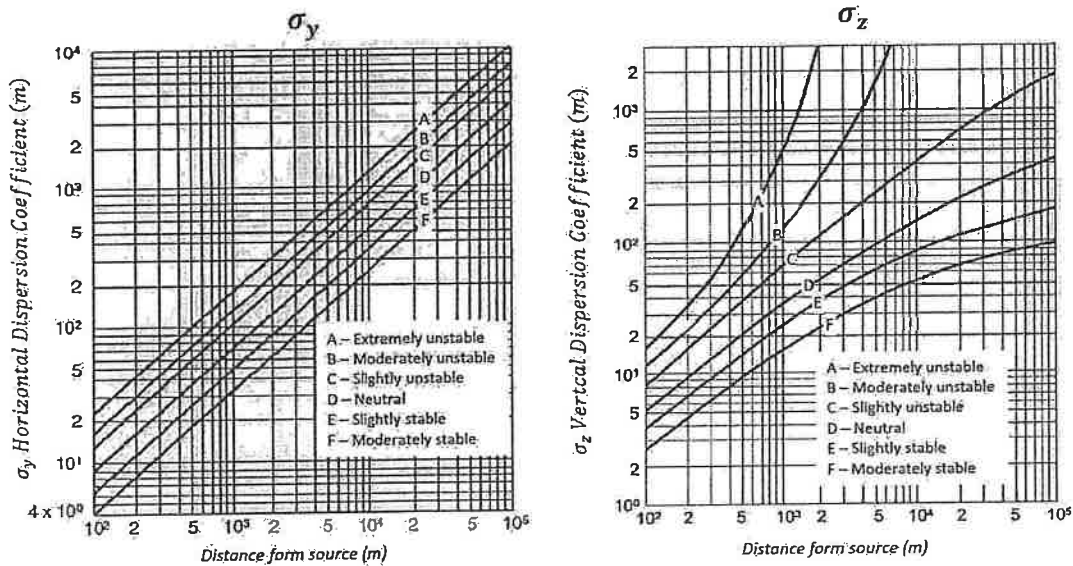 σy
σy Horizontal Dispersion Coefficient (m)
10⁴
5
2
10³
5
2
10²
5
2
10¹
4 x 10⁰
A
B
C
D
E
F
A – Extremely unstable
B – Moderately unstable
C – Slightly unstable
D – Neutral
E – Slightly stable
F – Moderately stable
10² 2 5 10³ 2 5 10⁴ 2 5 10⁵
Distance form source (m)
σz
σz Vertcal Dispersion Coefficient (m)
2
10³
5
2
10²
5
2
10¹
5
2
10⁰
A
B
C
D
E
F
A – Extremely unstable
B – Moderately unstable
C – Slightly unstable
D – Neutral
E – Slightly stable
F – Moderately stable
10² 2 5 10³ 2 5 10⁴ 2 5 10⁵
Distance form source (m)